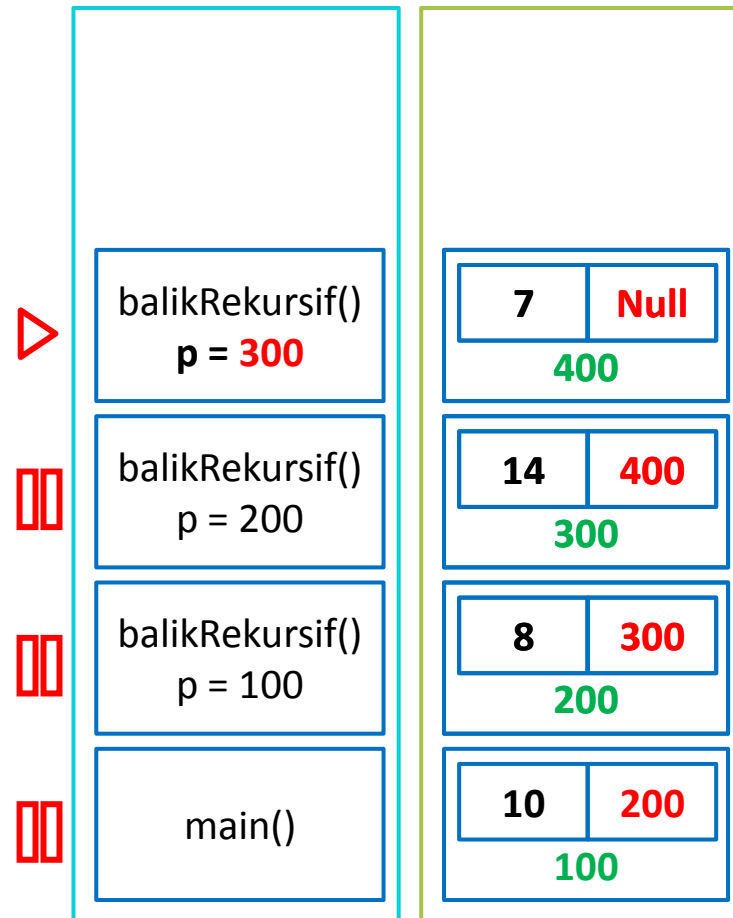 balikRekursif()
p = 300
balikRekursif()
p = 200
balikRekursif()
p = 100
main()
7 Null
400
14 400
300
8 300
200
10 200
100